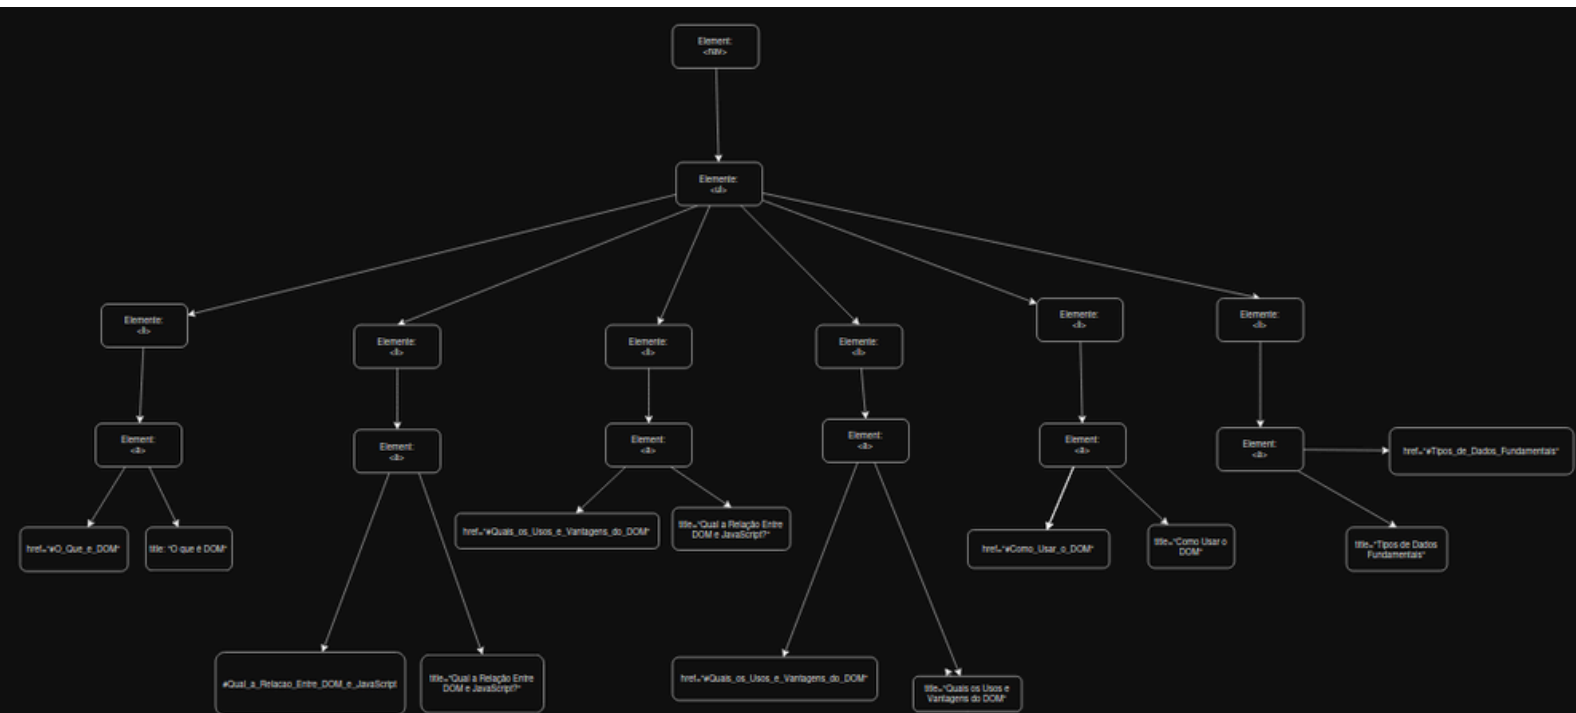 Element:
<nav>
Elemente:
<ul>
Elemente:
<li>
Elemente:
<li>
Elemente:
<li>
Elemente:
<li>
Elemente:
<li>
Elemente:
<li>
Element:
<a>
Element:
<a>
Element:
<a>
Element:
<a>
Element:
<a>
Element:
<a>
href="#Tipos_de_Dados_Fundamentais"
href="#O_Que_e_DOM"
title: "O que é DOM"
href="#Quais_os_Usos_e_Vantagens_do_DOM"
title="Qual a Relação Entre
DOM e JavaScript?"
href="#Como_Usar_o_DOM"
title="Como Usar o
DOM"
title="Tipos de Dados
Fundamentais"
#Qual_a_Relacao_Entre_DOM_e_JavaScript
title="Qual a Relação Entre
DOM e JavaScript?"
href="#Quais_os_Usos_e_Vantagens_do_DOM"
title="Quais os Usos e
Vantagens do DOM"